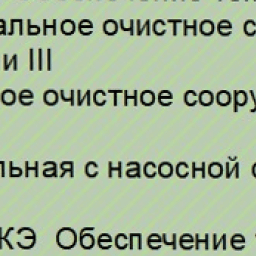 альное очистное с
и III
ое очистное соору
льная с насосной с
КЭ Обеспечение т